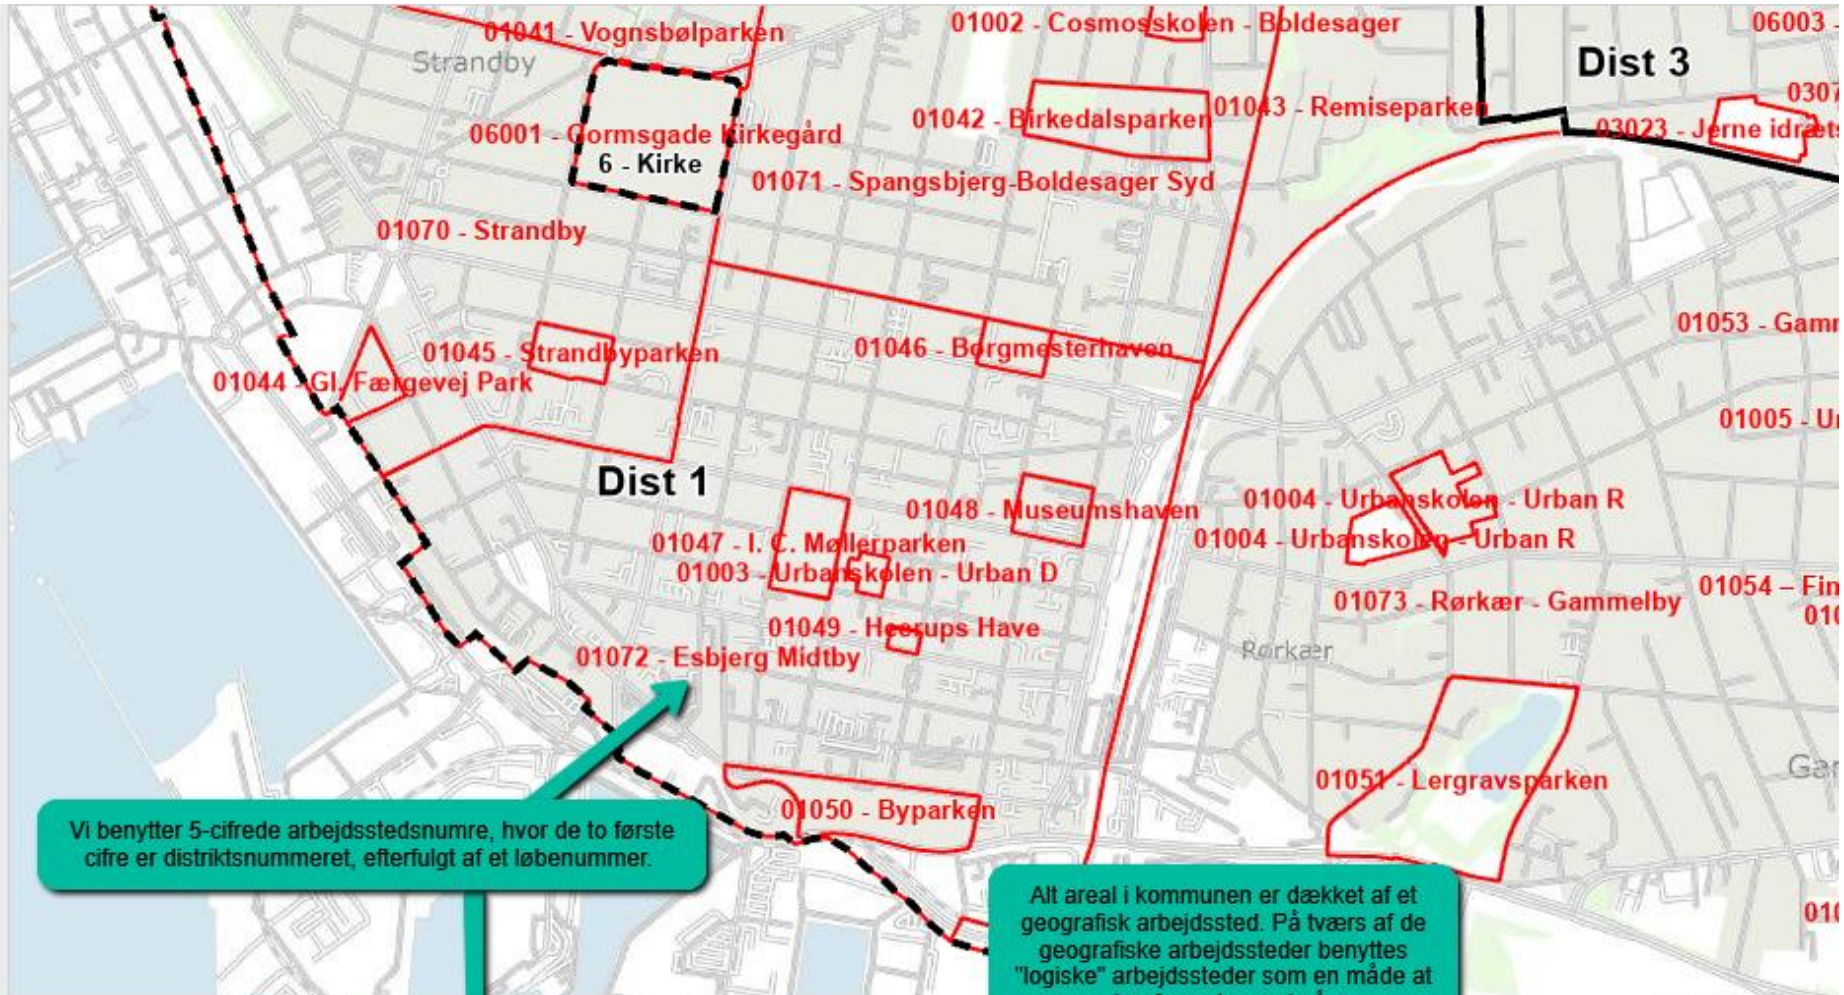 01041 - Vognsbølparken
01002 - Cosmosskolen - Boldesager
06003 -
Strandby
Dist 3
0307
01042 - Birkedalsparken
01043 - Remiseparken
03023 - Jerne idræts
06001 - Gormsgade Kirkegård
6 - Kirke
01071 - Spangsbjerg-Boldesager Syd
01070 - Strandby
01053 - Gamm
01045 - Strandbyparken
01046 - Borgmesterhaven
01044 - Gl. Færgevej Park
01005 - Ur
Dist 1
01048 - Museumshaven
01004 - Urbanskolen - Urban R
01047 - I. C. Møllerparken
01004 - Urbanskolen - Urban R
01003 - Urbanskolen - Urban D
01054 – Fin
01073 - Rørkær - Gammelby
010
01049 - Heerups Have
Rørkær
01072 - Esbjerg Midtby
Gar
01051 - Lergravsparken
01050 - Byparken
Vi benytter 5-cifrede arbejdsstedsnumre, hvor de to første
cifre er distriktsnummeret, efterfulgt af et løbenummer.
Alt areal i kommunen er dækket af et
geografisk arbejdssted. På tværs af de
geografiske arbejdssteder benyttes
"logiske" arbejdssteder som en måde at
010